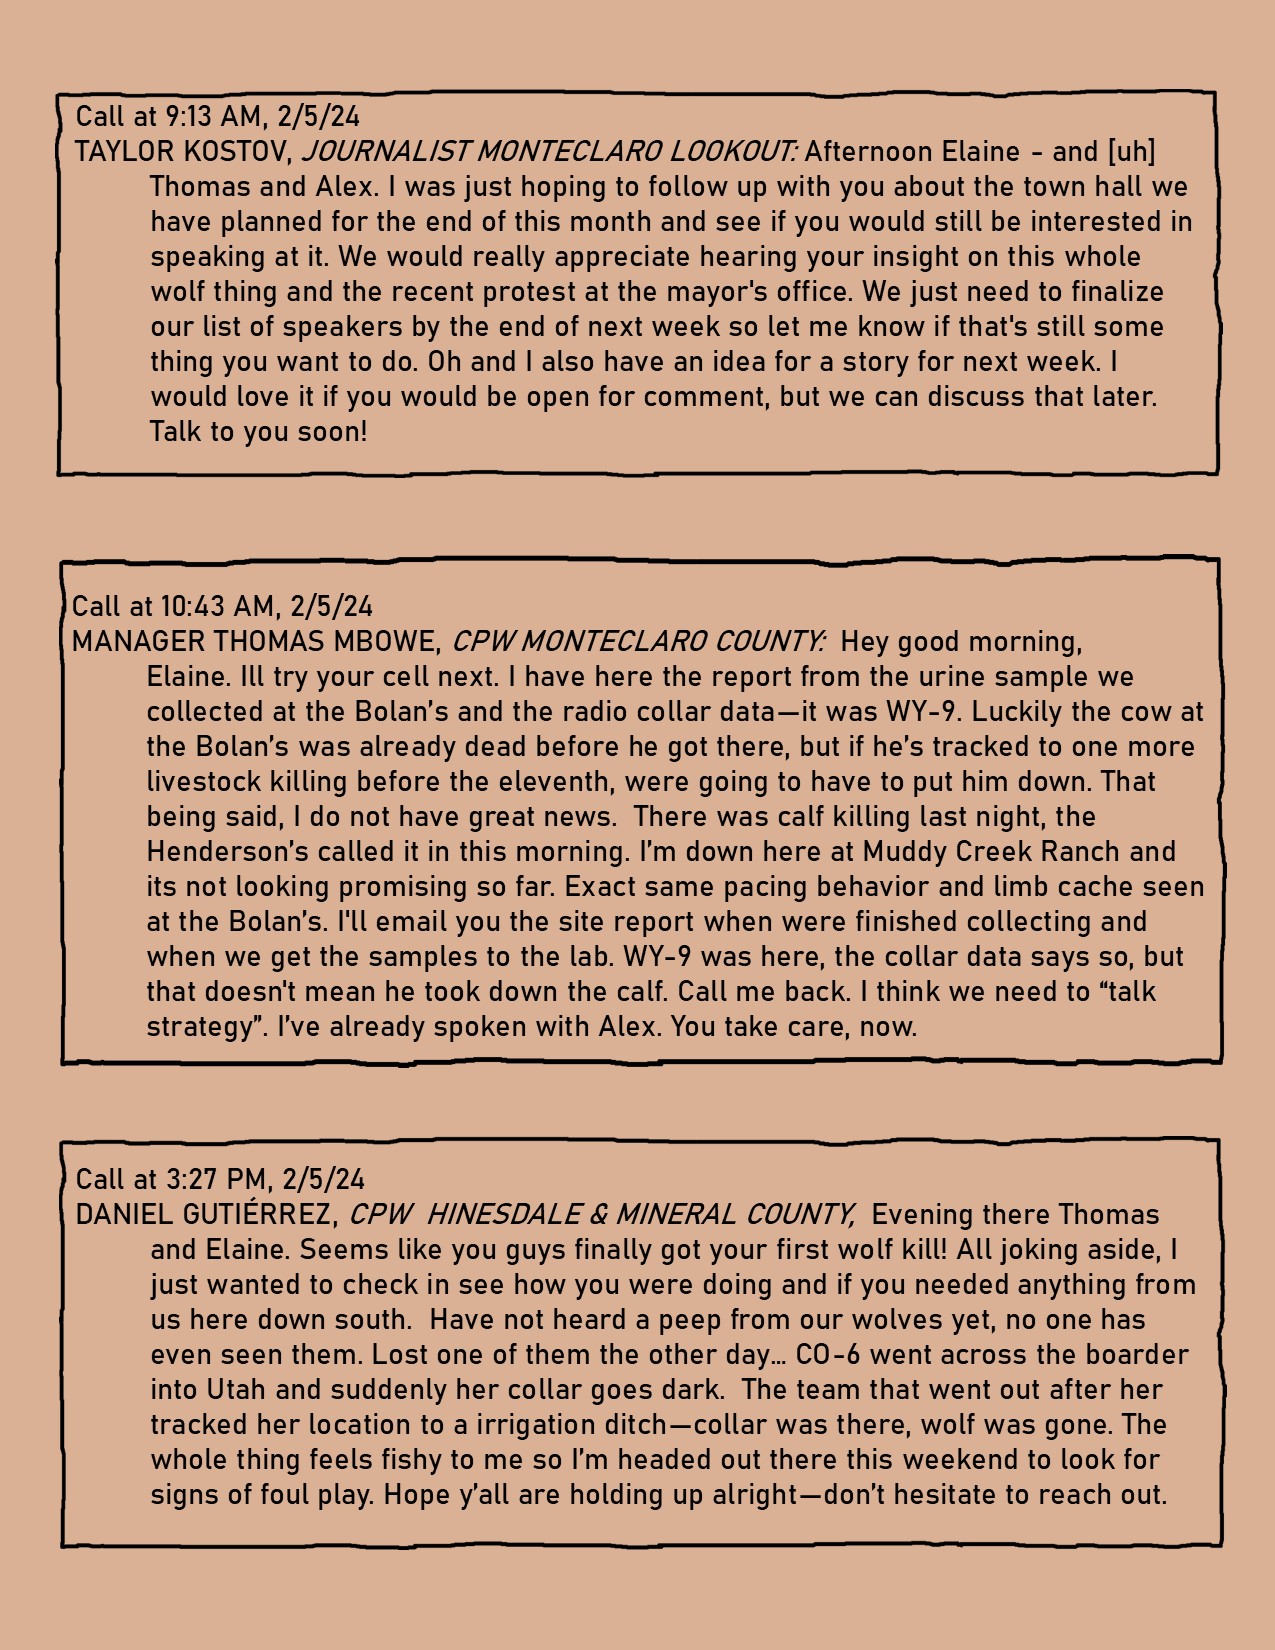 Call at 9:13 AM, 2/5/24
TAYLOR KOSTOV, JOURNALIST MONTECLARO LOOKOUT: Afternoon Elaine - and [uh]
Thomas and Alex. I was just hoping to follow up with you about the town hall we
have planned for the end of this month and see if you would still be interested in
speaking at it. We would really appreciate hearing your insight on this whole
wolf thing and the recent protest at the mayor's office. We just need to finalize
our list of speakers by the end of next week so let me know if that's still some
thing you want to do. Oh and I also have an idea for a story for next week. I
would love it if you would be open for comment, but we can discuss that later.
Talk to you soon!
Call at 10:43 AM, 2/5/24
MANAGER THOMAS MBOWE, CPW MONTECLARO COUNTY: Hey good morning,
Elaine. Ill try your cell next. I have here the report from the urine sample we
collected at the Bolan’s and the radio collar data—it was WY-9. Luckily the cow at
the Bolan’s was already dead before he got there, but if he’s tracked to one more
livestock killing before the eleventh, were going to have to put him down. That
being said, I do not have great news. There was calf killing last night, the
Henderson’s called it in this morning. I’m down here at Muddy Creek Ranch and
its not looking promising so far. Exact same pacing behavior and limb cache seen
at the Bolan’s. I'll email you the site report when were finished collecting and
when we get the samples to the lab. WY-9 was here, the collar data says so, but
that doesn't mean he took down the calf. Call me back. I think we need to “talk
strategy”. I’ve already spoken with Alex. You take care, now.
Call at 3:27 PM, 2/5/24
DANIEL GUTIÉRREZ, CPW HINESDALE & MINERAL COUNTY, Evening there Thomas
and Elaine. Seems like you guys finally got your first wolf kill! All joking aside, I
just wanted to check in see how you were doing and if you needed anything from
us here down south. Have not heard a peep from our wolves yet, no one has
even seen them. Lost one of them the other day… CO-6 went across the boarder
into Utah and suddenly her collar goes dark. The team that went out after her
tracked her location to a irrigation ditch—collar was there, wolf was gone. The
whole thing feels fishy to me so I’m headed out there this weekend to look for
signs of foul play. Hope y’all are holding up alright—don’t hesitate to reach out.